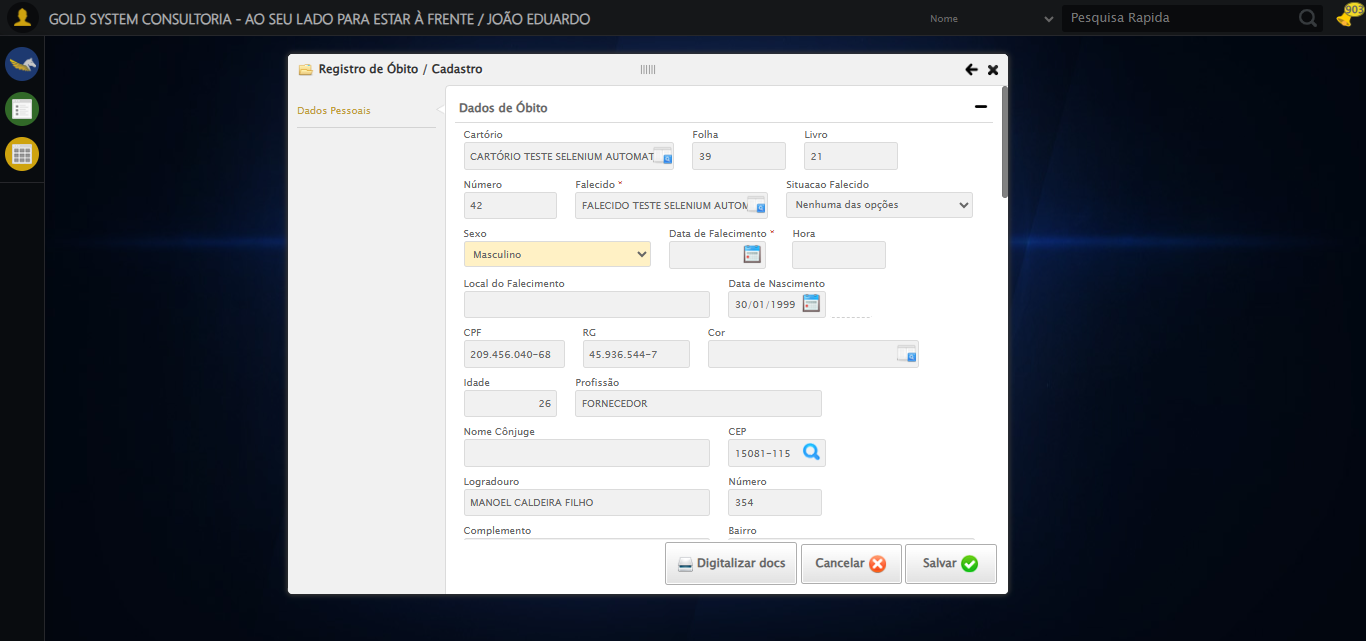 GOLD SYSTEM CONSULTORIA - AO SEU LADO PARA ESTAR À FRENTE / JOÃO EDUARDO
Nome
Pesquisa Rapida
903
Registro de Óbito / Cadastro
Dados Pessoais
Dados de Óbito
Cartório Folha Livro
CARTÓRIO TESTE SELENIUM AUTOMAT 39 21
Número Falecido * Situacao Falecido
42 FALECIDO TESTE SELENIUM AUTOM Nenhuma das opções
Sexo Data de Falecimento * Hora
Masculino
Local do Falecimento Data de Nascimento
30/01/1999
CPF RG Cor
209.456.040-68 45.936.544-7
Idade Profissão
26 FORNECEDOR
Nome Cônjuge CEP
15081-115
Logradouro Número
MANOEL CALDEIRA FILHO 354
Complemento Bairro
Digitalizar docs Cancelar Salvar